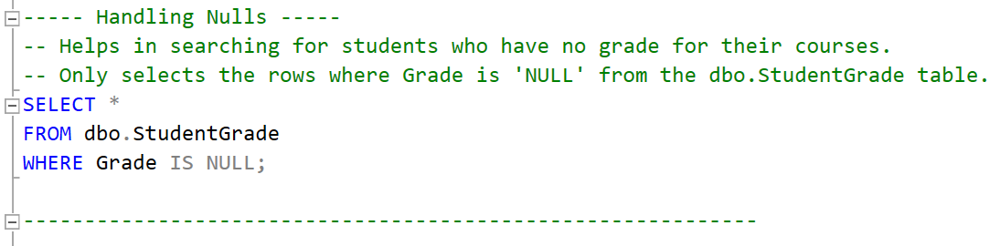 ----- Handling Nulls -----
-- Helps in searching for students who have no grade for their courses.
-- Only selects the rows where Grade is 'NULL' from the dbo.StudentGrade table.
SELECT *
FROM dbo.StudentGrade
WHERE Grade IS NULL;
------------------------------------------------------------